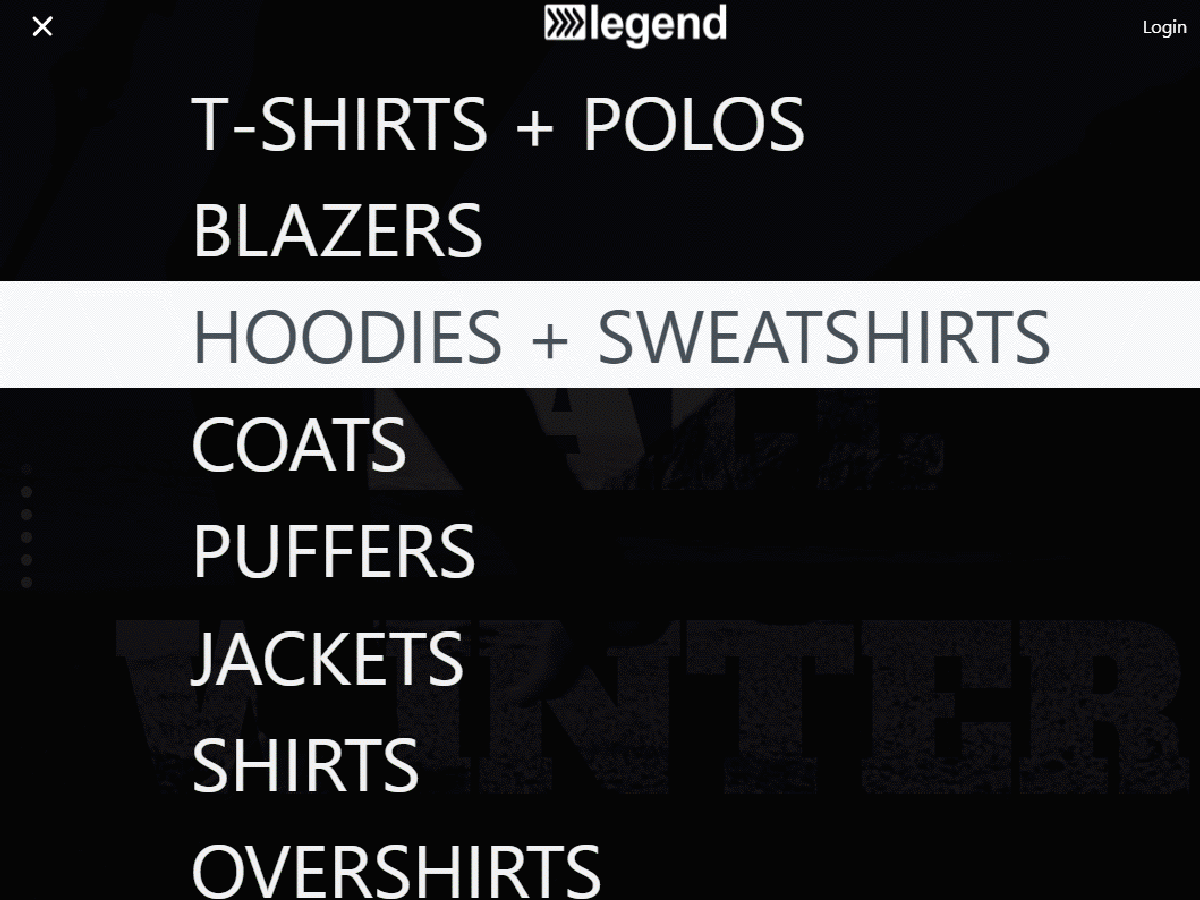 legend
Login
T-SHIRTS + POLOS
BLAZERS
HOODIES + SWEATSHIRTS
COATS
PUFFERS
JACKETS
SHIRTS
OVERSHIRTS
WINTER